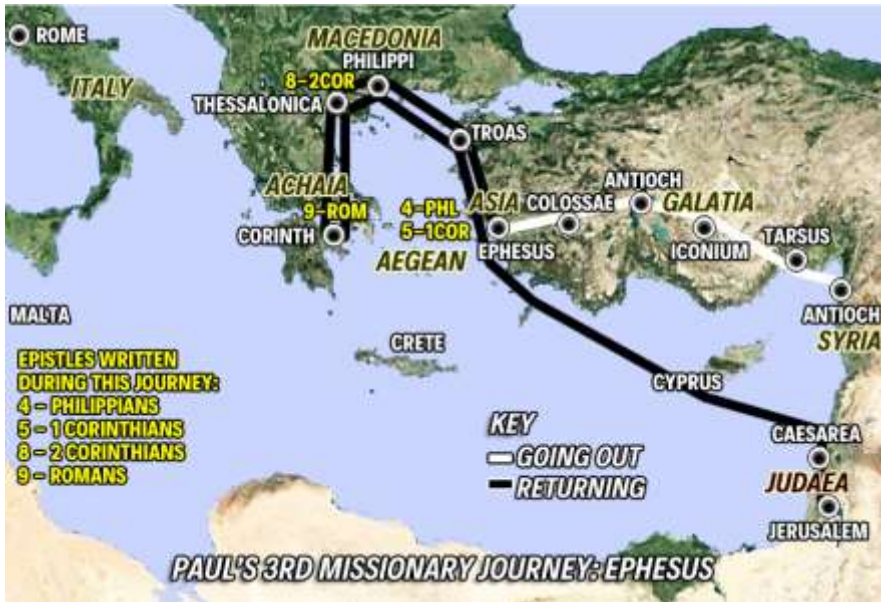 ROME
MACEDONIA
ITALY
PHILIPPI
8-2COR
THESSALONICA
TROAS
ACHAIA
9-ROM
CORINTH
4-PHL
5-1COR
ASIA
COLOSSAE
ANTIOCH
GALATIA
EPHESUS
ICONIUM
TARSUS
AEGEAN
ANTIOCH
SYRIA
MALTA
CRETE
CYPRUS
EPISTLES WRITTEN
DURING THIS JOURNEY:
4 – PHILIPPIANS
5 – 1 CORINTHIANS
8 – 2 CORINTHIANS
9 – ROMANS
KEY
GOING OUT
RETURNING
CAESAREA
JUDAEA
JERUSALEM
PAUL'S 3RD MISSIONARY JOURNEY: EPHESUS